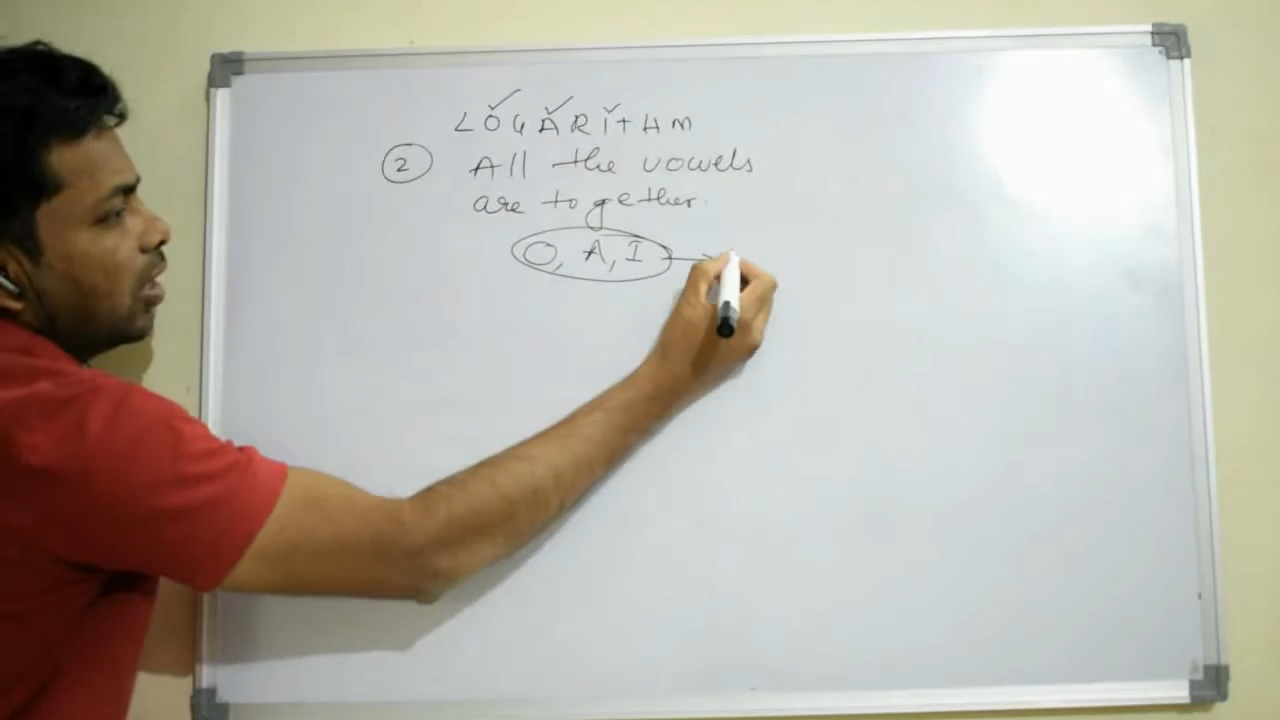 LOGARITHM
2 All the vowels
are together.
O, A, I